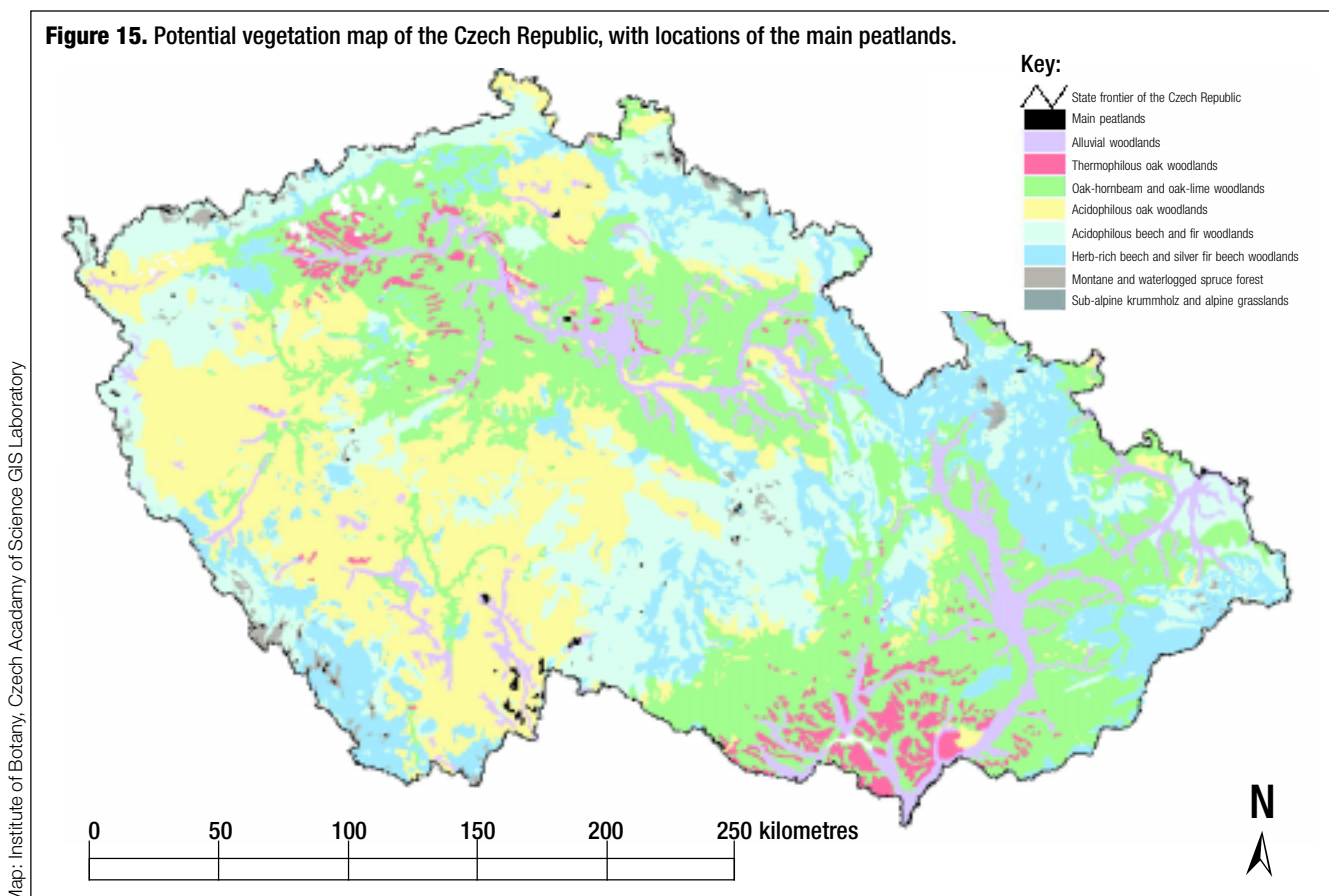 Figure 15. Potential vegetation map of the Czech Republic, with locations of the main peatlands.
Key:
State frontier of the Czech Republic
Main peatlands
Alluvial woodlands
Thermophilous oak woodlands
Oak-hornbeam and oak-lime woodlands
Acidophilous oak woodlands
Acidophilous beech and fir woodlands
Herb-rich beech and silver fir beech woodlands
Montane and waterlogged spruce forest
Sub-alpine krummholz and alpine grasslands
Map: Institute of Botany, Czech Acadamy of Science GIS Laboratory
N
0 50 100 150 200 250 kilometres